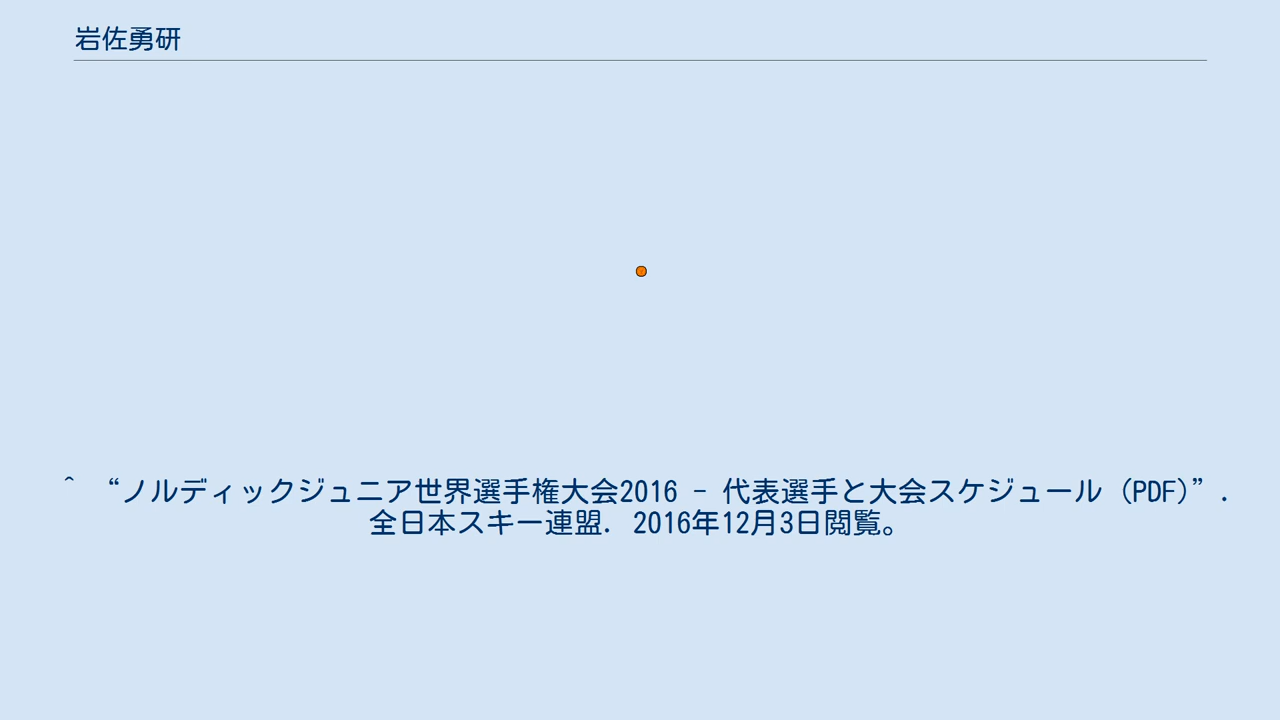 岩佐勇研
^ “ノルディックジュニア世界選手権大会2016 - 代表選手と大会スケジュール (PDF)”.
全日本スキー連盟. 2016年12月3日閲覧。